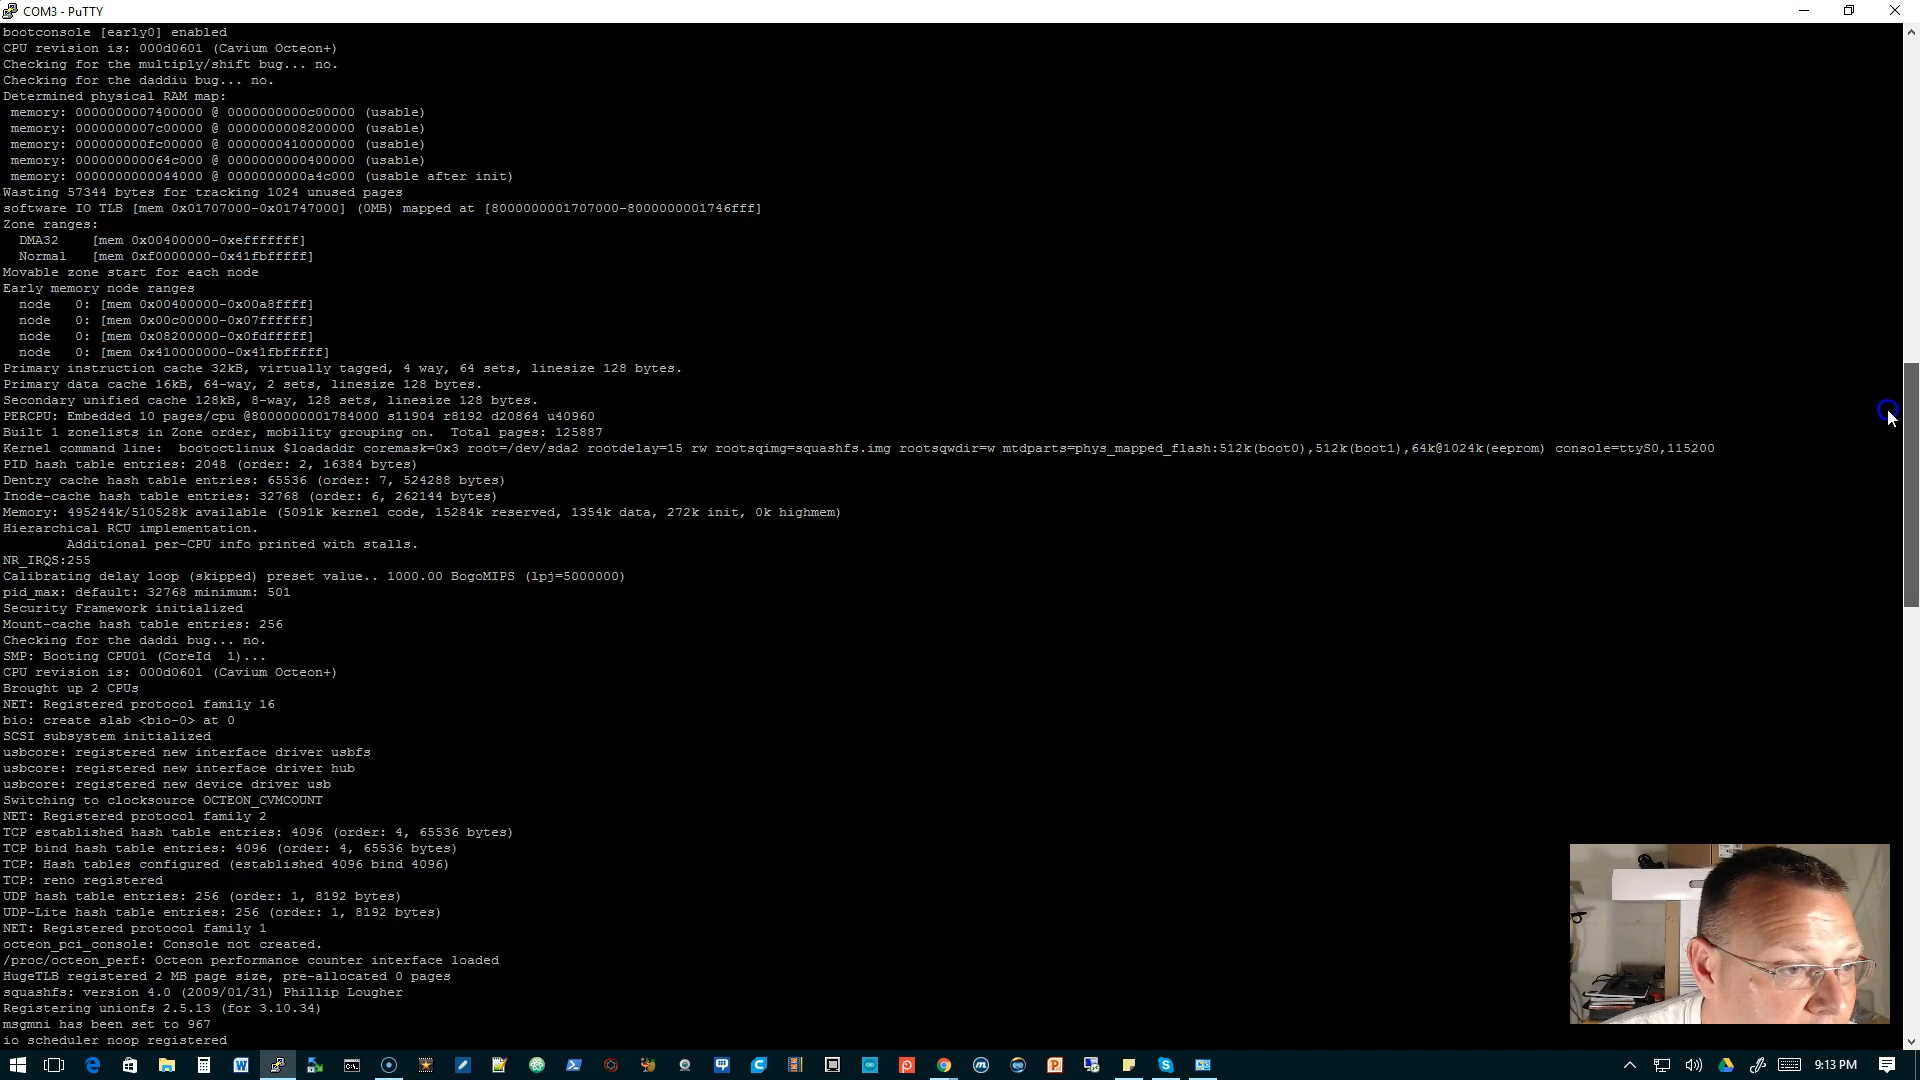 COM3 - PuTTY
bootconsole [early0] enabled
CPU revision is: 000d0601 (Cavium Octeon+)
Checking for the multiply/shift bug... no.
Checking for the daddiu bug... no.
Determined physical RAM map:
 memory: 0000000007400000 @ 0000000000c00000 (usable)
 memory: 0000000007c00000 @ 0000000008200000 (usable)
 memory: 000000000fc00000 @ 0000000410000000 (usable)
 memory: 000000000064c000 @ 0000000000400000 (usable)
 memory: 0000000000044000 @ 0000000000a4c000 (usable after init)
Wasting 57344 bytes for tracking 1024 unused pages
software IO TLB [mem 0x01707000-0x01747000] (0MB) mapped at [8000000001707000-8000000001746fff]
Zone ranges:
  DMA32    [mem 0x00400000-0xefffffff]
  Normal   [mem 0xf0000000-0x41fbfffff]
Movable zone start for each node
Early memory node ranges
  node   0: [mem 0x00400000-0x00a8ffff]
  node   0: [mem 0x00c00000-0x07ffffff]
  node   0: [mem 0x08200000-0x0fdfffff]
  node   0: [mem 0x410000000-0x41fbfffff]
Primary instruction cache 32kB, virtually tagged, 4 way, 64 sets, linesize 128 bytes.
Primary data cache 16kB, 64-way, 2 sets, linesize 128 bytes.
Secondary unified cache 128kB, 8-way, 128 sets, linesize 128 bytes.
PERCPU: Embedded 10 pages/cpu @8000000001784000 s11904 r8192 d20864 u40960
Built 1 zonelists in Zone order, mobility grouping on.  Total pages: 125887
Kernel command line:  bootoctlinux $loadaddr coremask=0x3 root=/dev/sda2 rootdelay=15 rw rootsqimg=squashfs.img rootsqwdir=w mtdparts=phys_mapped_flash:512k(boot0),512k(boot1),64k@1024k(eeprom) console=ttyS0,115200
PID hash table entries: 2048 (order: 2, 16384 bytes)
Dentry cache hash table entries: 65536 (order: 7, 524288 bytes)
Inode-cache hash table entries: 32768 (order: 6, 262144 bytes)
Memory: 495244k/510528k available (5091k kernel code, 15284k reserved, 1354k data, 272k init, 0k highmem)
Hierarchical RCU implementation.
        Additional per-CPU info printed with stalls.
NR_IRQS:255
Calibrating delay loop (skipped) preset value.. 1000.00 BogoMIPS (lpj=5000000)
pid_max: default: 32768 minimum: 501
Security Framework initialized
Mount-cache hash table entries: 256
Checking for the daddi bug... no.
SMP: Booting CPU01 (CoreId  1)...
CPU revision is: 000d0601 (Cavium Octeon+)
Brought up 2 CPUs
NET: Registered protocol family 16
bio: create slab <bio-0> at 0
SCSI subsystem initialized
usbcore: registered new interface driver usbfs
usbcore: registered new interface driver hub
usbcore: registered new device driver usb
Switching to clocksource OCTEON_CVMCOUNT
NET: Registered protocol family 2
TCP established hash table entries: 4096 (order: 4, 65536 bytes)
TCP bind hash table entries: 4096 (order: 4, 65536 bytes)
TCP: Hash tables configured (established 4096 bind 4096)
TCP: reno registered
UDP hash table entries: 256 (order: 1, 8192 bytes)
UDP-Lite hash table entries: 256 (order: 1, 8192 bytes)
NET: Registered protocol family 1
octeon_pci_console: Console not created.
/proc/octeon_perf: Octeon performance counter interface loaded
HugeTLB registered 2 MB page size, pre-allocated 0 pages
squashfs: version 4.0 (2009/01/31) Phillip Lougher
Registering unionfs 2.5.13 (for 3.10.34)
msgmni has been set to 967
io scheduler noop registered
9:13 PM